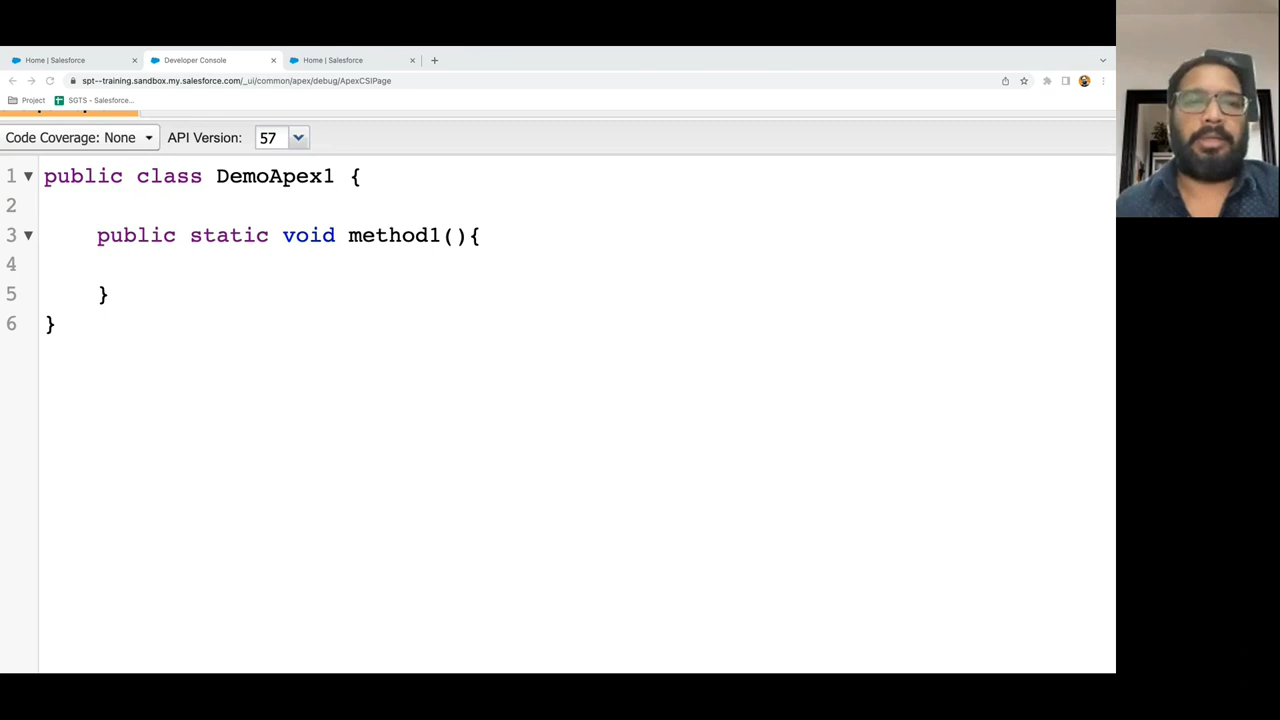 Home | Salesforce
Developer Console
Home | Salesforce
spt--training.sandbox.my.salesforce.com/_ui/common/apex/debug/ApexCSIPage
Project
SGTS - Salesforce...
Code Coverage: None
API Version:
57
1 public class DemoApex1 {
2
3 public static void method1(){
4
5 }
6 }